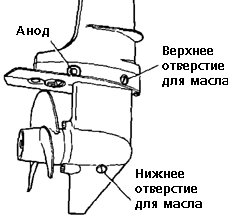 Анод
Верхнее
отверстие
для масла
Нижнее
отверстие
для масла